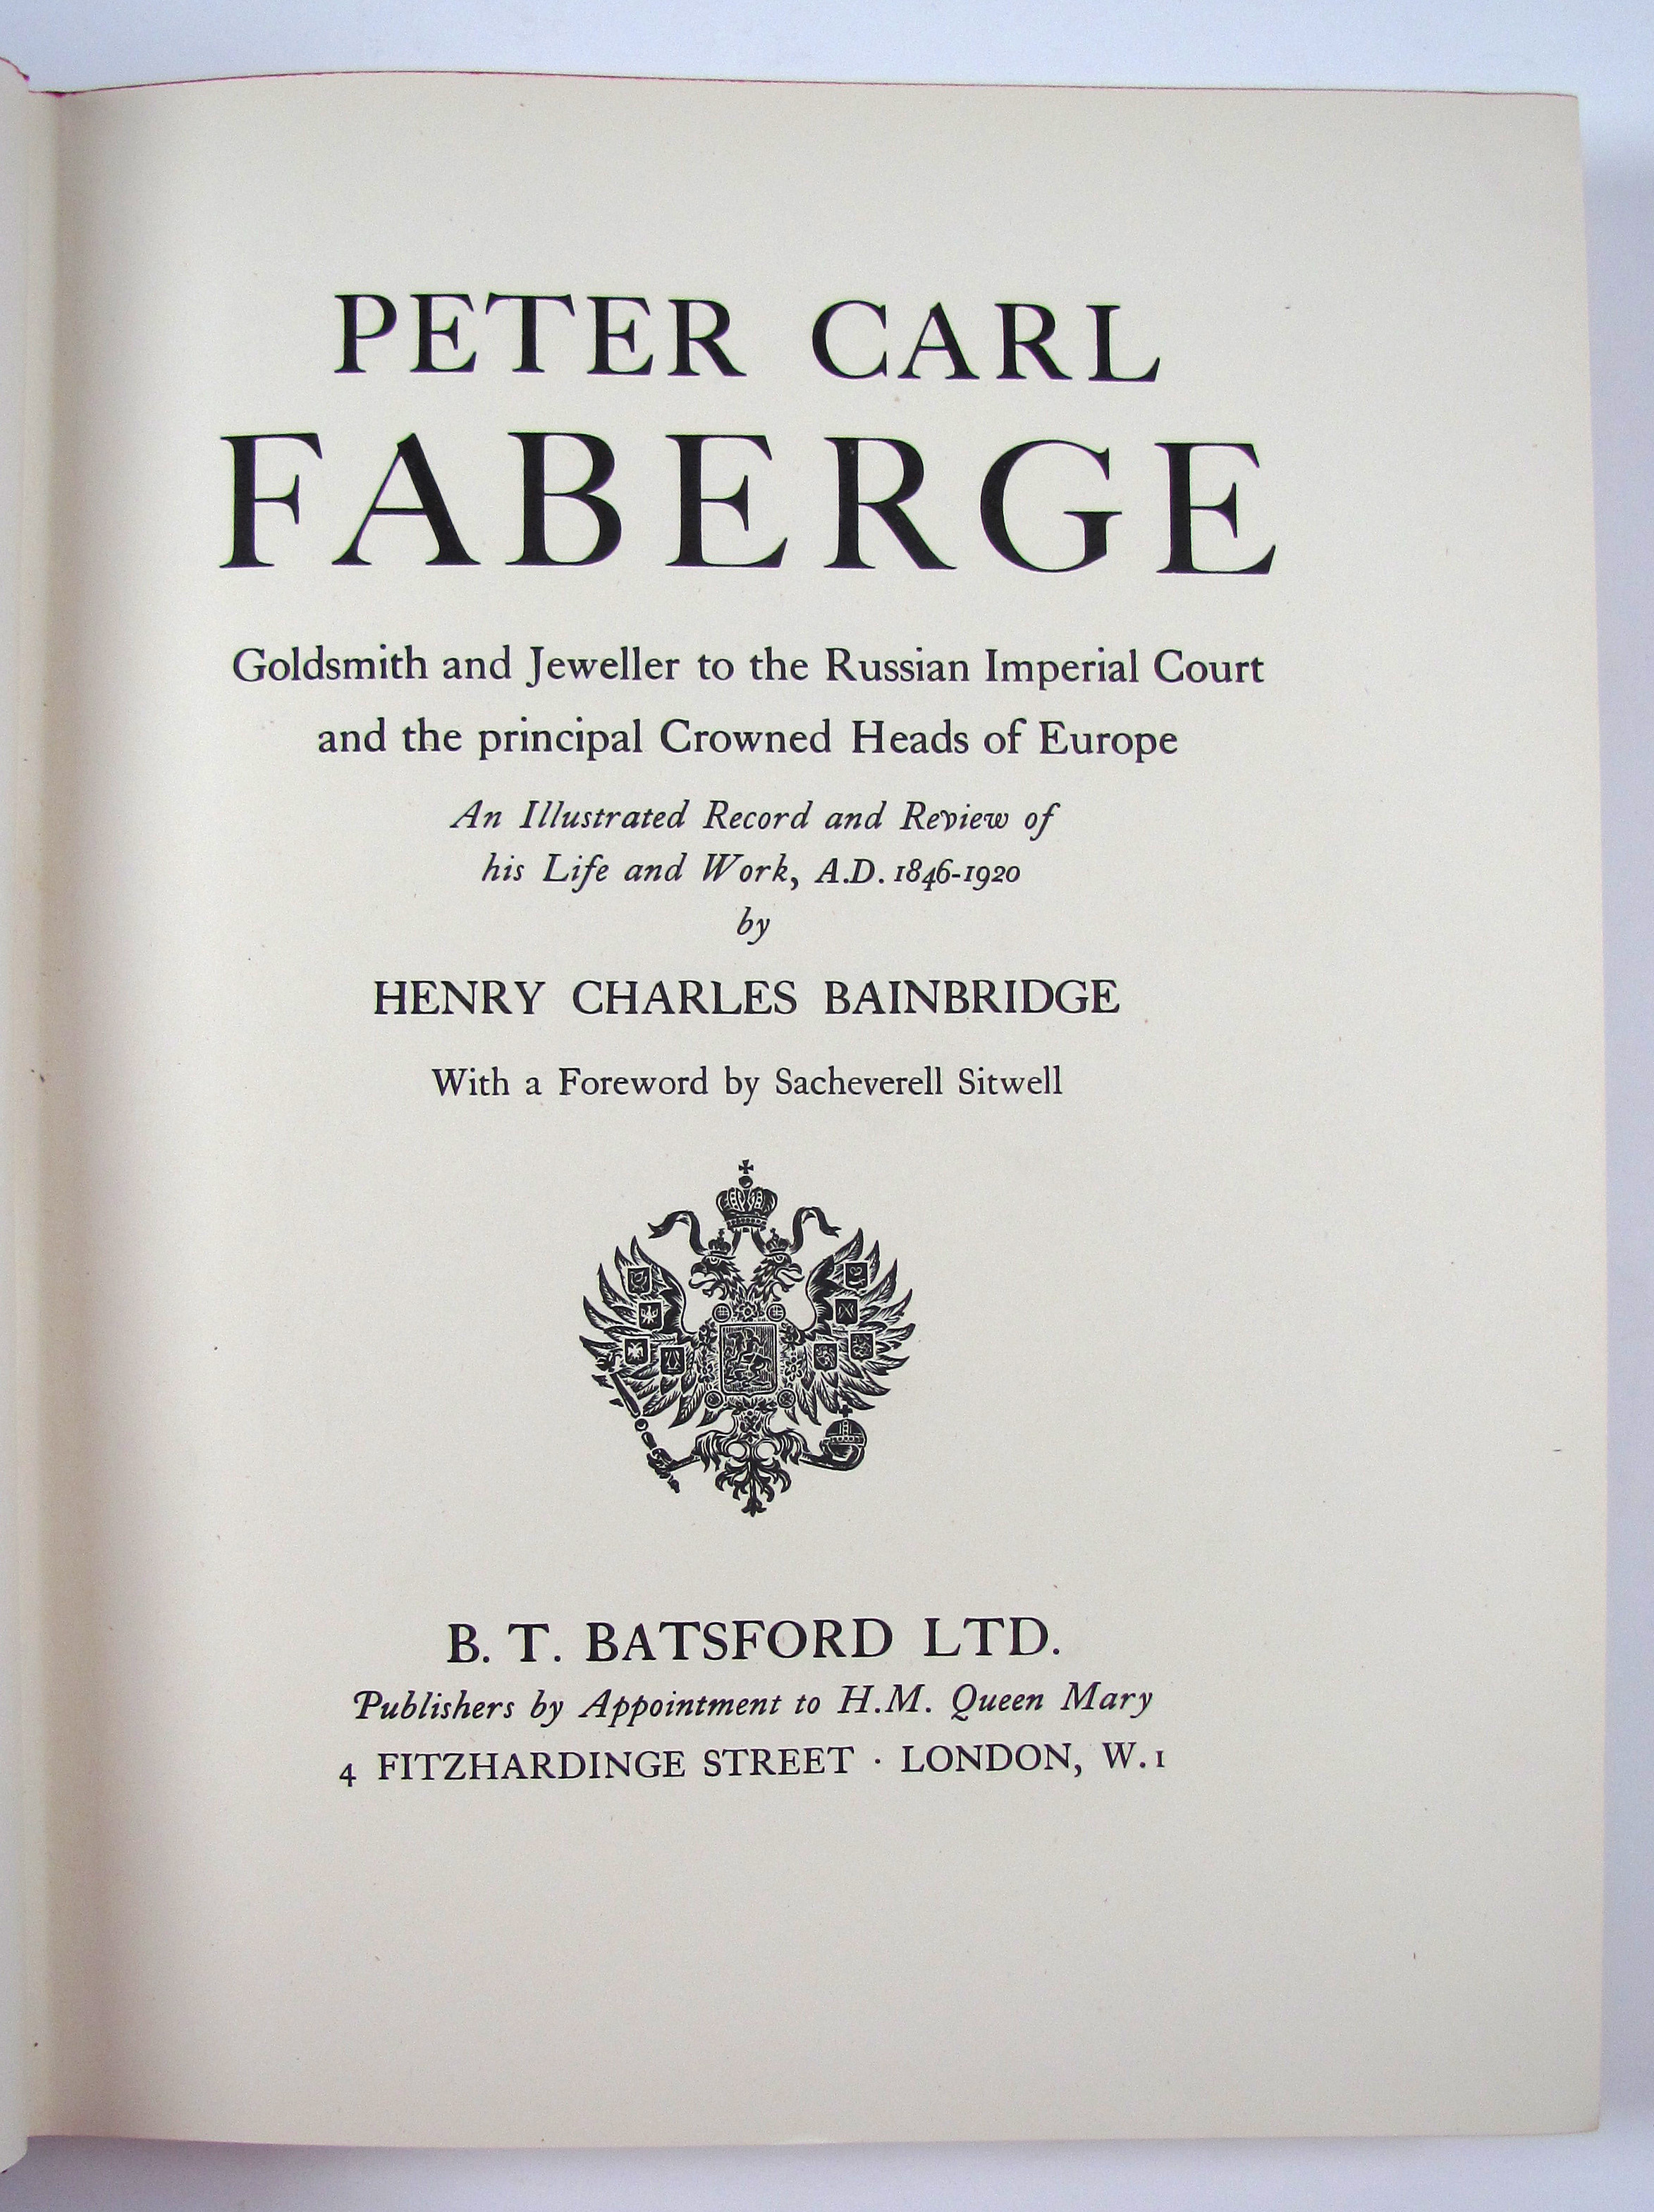 PETER CARL
FABERGE
Goldsmith and Jeweller to the Russian Imperial Court
and the principal Crowned Heads of Europe
An Illustrated Record and Review of
his Life and Work, A.D. 1846-1920
by
HENRY CHARLES BAINBRIDGE
With a Foreword by Sacheverell Sitwell
B. T. BATSFORD LTD.
Publishers by Appointment to H.M. Queen Mary
4 FITZHARDINGE STREET · LONDON, W.1